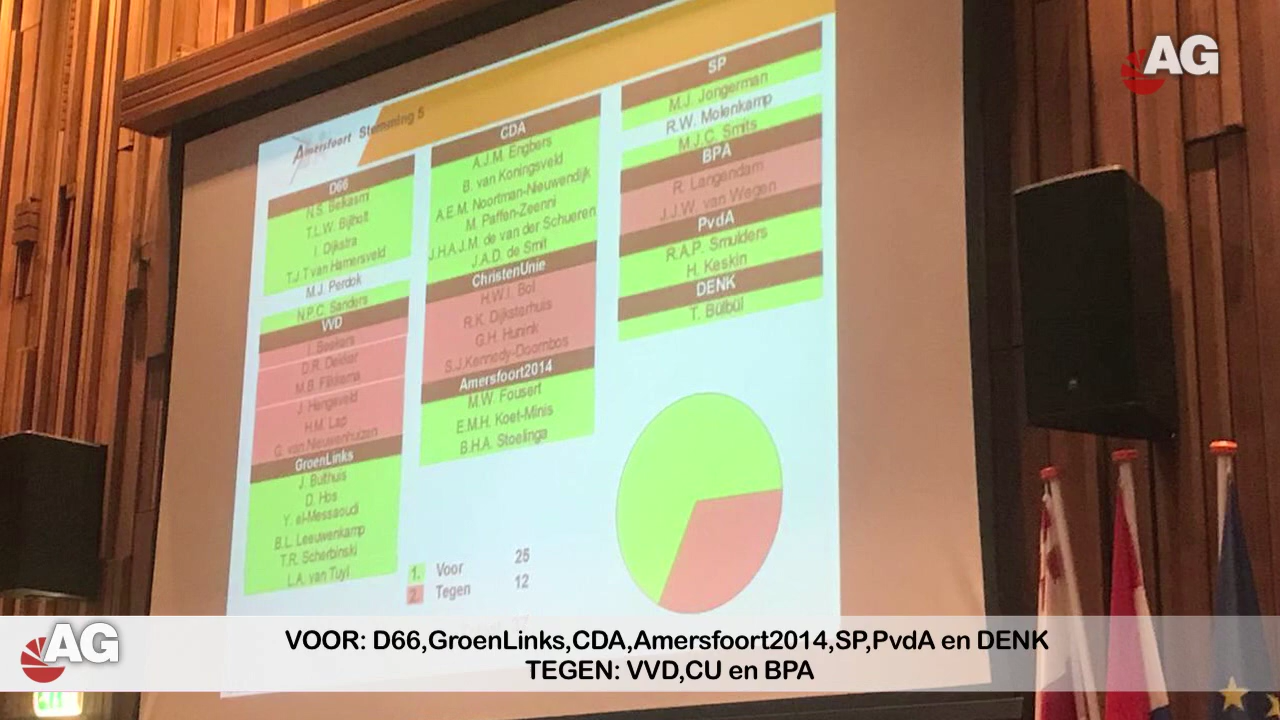 AG
Amersfoort Stemming 5
D66
N.S. Belkasmi
T.L.W. Bijholt
I. Dijkstra
T.J.T van Hamersveld
M.J. Perdok
N.P.C. Sanders
VVD
D.R. Dekker
J. Hengeveld
H.M. Lap
G. van Nieuwenhuizen
GroenLinks
J. Bulthuis
D. Hos
Y. el-Messaoudi
B.L. Leeuwenkamp
T.R. Scherbinski
L.A. van Tuyl
CDA
A.J.M. Engbers
B. van Koningsveld
A.E.M. Noortman-Nieuwendijk
M. Paffen-Zeenni
J.H.A.J.M. de van der Schueren
J.A.D. de Smit
ChristenUnie
H.W.I. Bol
R.K. Dijksterhuis
G.H. Hunink
S.J.Kennedy-Doornbos
Amersfoort2014
M.W. Fousert
E.M.H. Koet-Minis
B.H.A. Stoelinga
SP
M.J. Jongerman
R.W. Molenkamp
M.J.C. Smits
BPA
R. Langendam
J.J.W. van Wegen
PvdA
R.A.P. Smulders
H. Keskin
DENK
T. Bülbül
1. Voor 25
2. Tegen 12
AG
VOOR: D66,GroenLinks,CDA,Amersfoort2014,SP,PvdA en DENK
TEGEN: VVD,CU en BPA